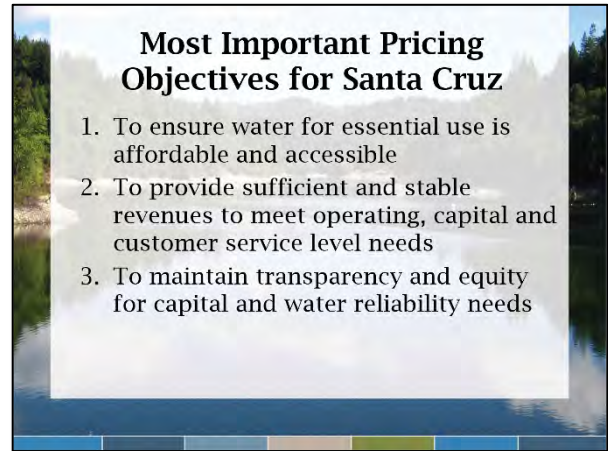 Most Important Pricing
Objectives for Santa Cruz
1. To ensure water for essential use is
affordable and accessible
2. To provide sufficient and stable
revenues to meet operating, capital and
customer service level needs
3. To maintain transparency and equity
for capital and water reliability needs